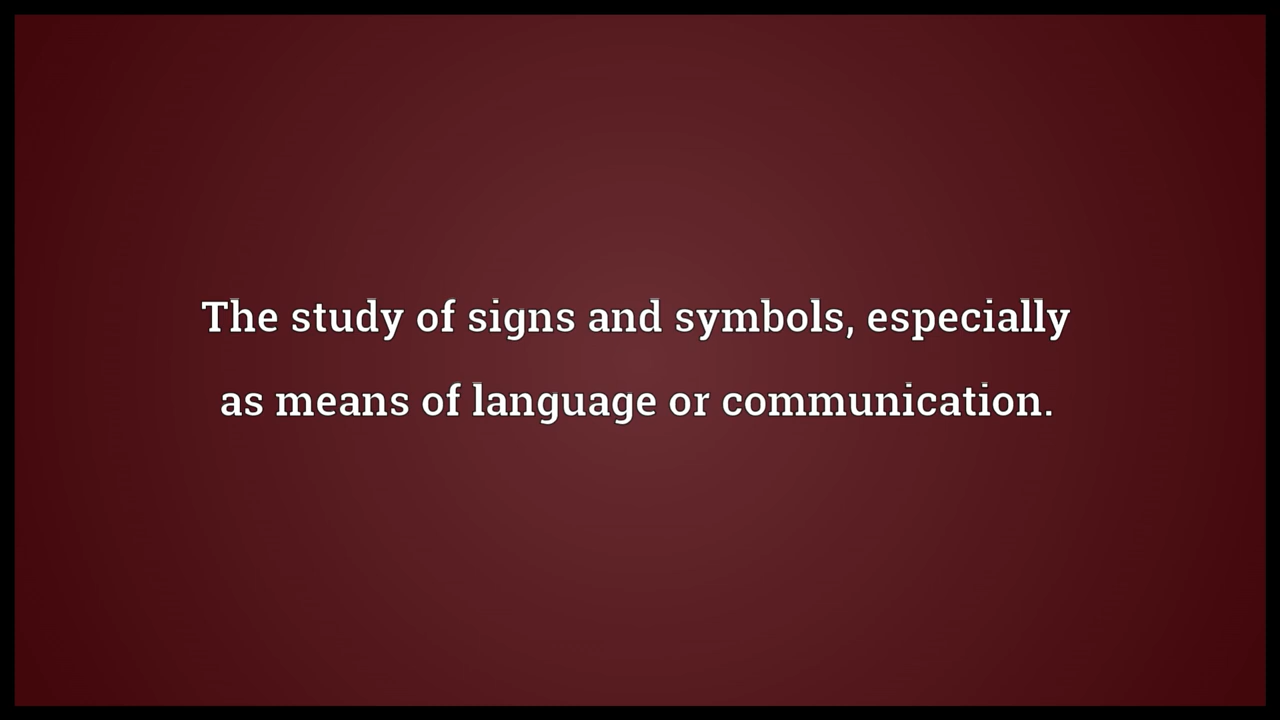 The study of signs and symbols, especially
as means of language or communication.